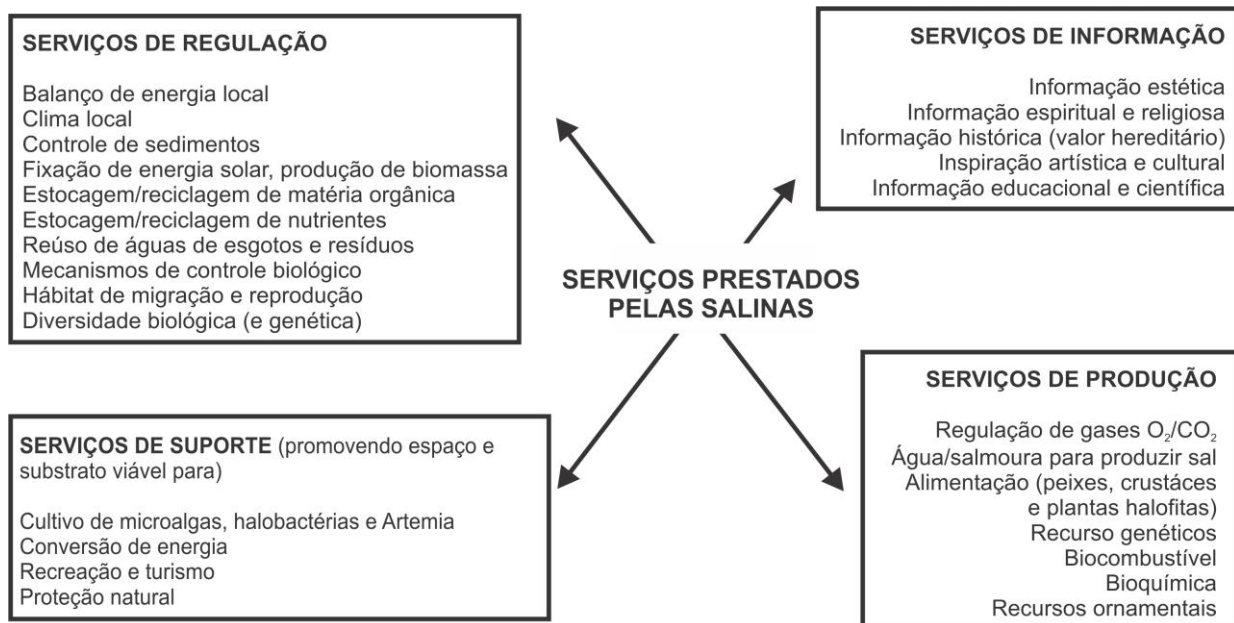 SERVIÇOS DE REGULAÇÃO
Balanço de energia local
Clima local
Controle de sedimentos
Fixação de energia solar, produção de biomassa
Estocagem/reciclagem de matéria orgânica
Estocagem/reciclagem de nutrientes
Reúso de águas de esgotos e resíduos
Mecanismos de controle biológico
Hábitat de migração e reprodução
Diversidade biológica (e genética)
SERVIÇOS DE INFORMAÇÃO
Informação estética
Informação espiritual e religiosa
Informação histórica (valor hereditário)
Inspiração artística e cultural
Informação educacional e científica
SERVIÇOS PRESTADOS
PELAS SALINAS
SERVIÇOS DE SUPORTE (promovendo espaço e
substrato viável para)
Cultivo de microalgas, halobactérias e Artemia
Conversão de energia
Recreação e turismo
Proteção natural
SERVIÇOS DE PRODUÇÃO
Regulação de gases O₂/CO₂
Água/salmoura para produzir sal
Alimentação (peixes, crustáces
e plantas halofitas)
Recurso genéticos
Biocombustível
Bioquímica
Recursos ornamentais